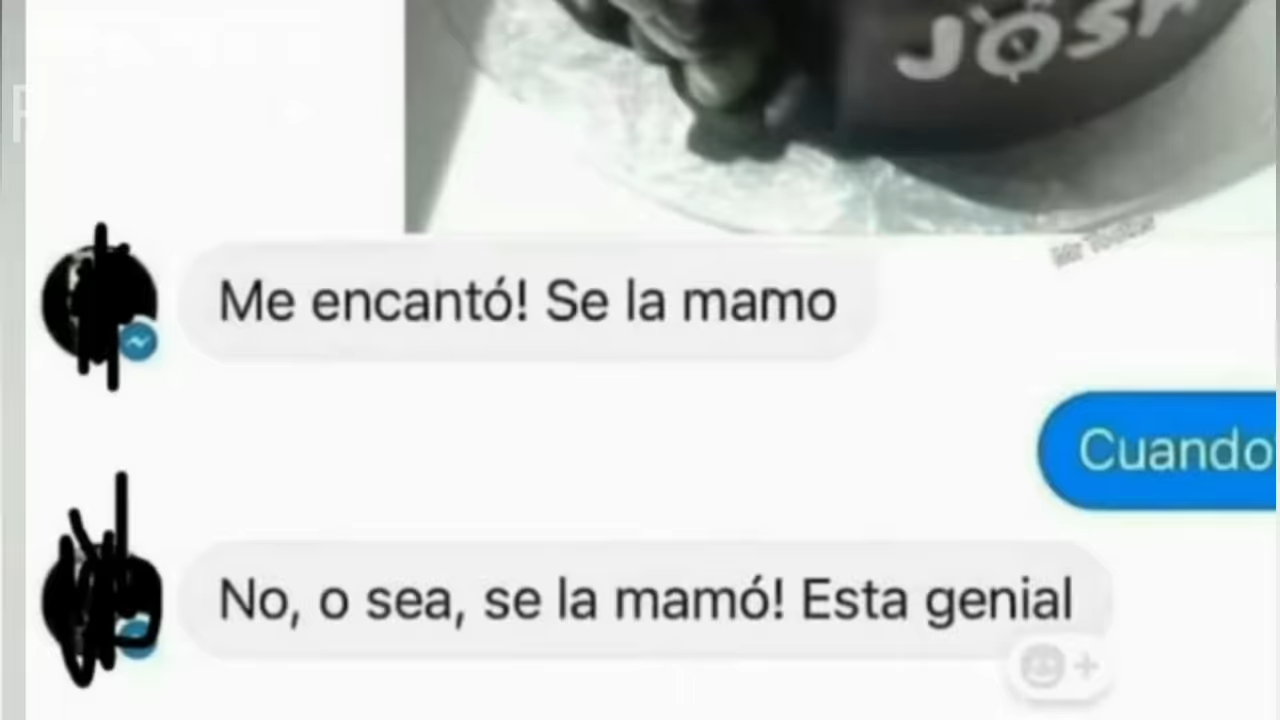 JOSH
Me encantó! Se la mamo
Cuando
No, o sea, se la mamó! Esta genial